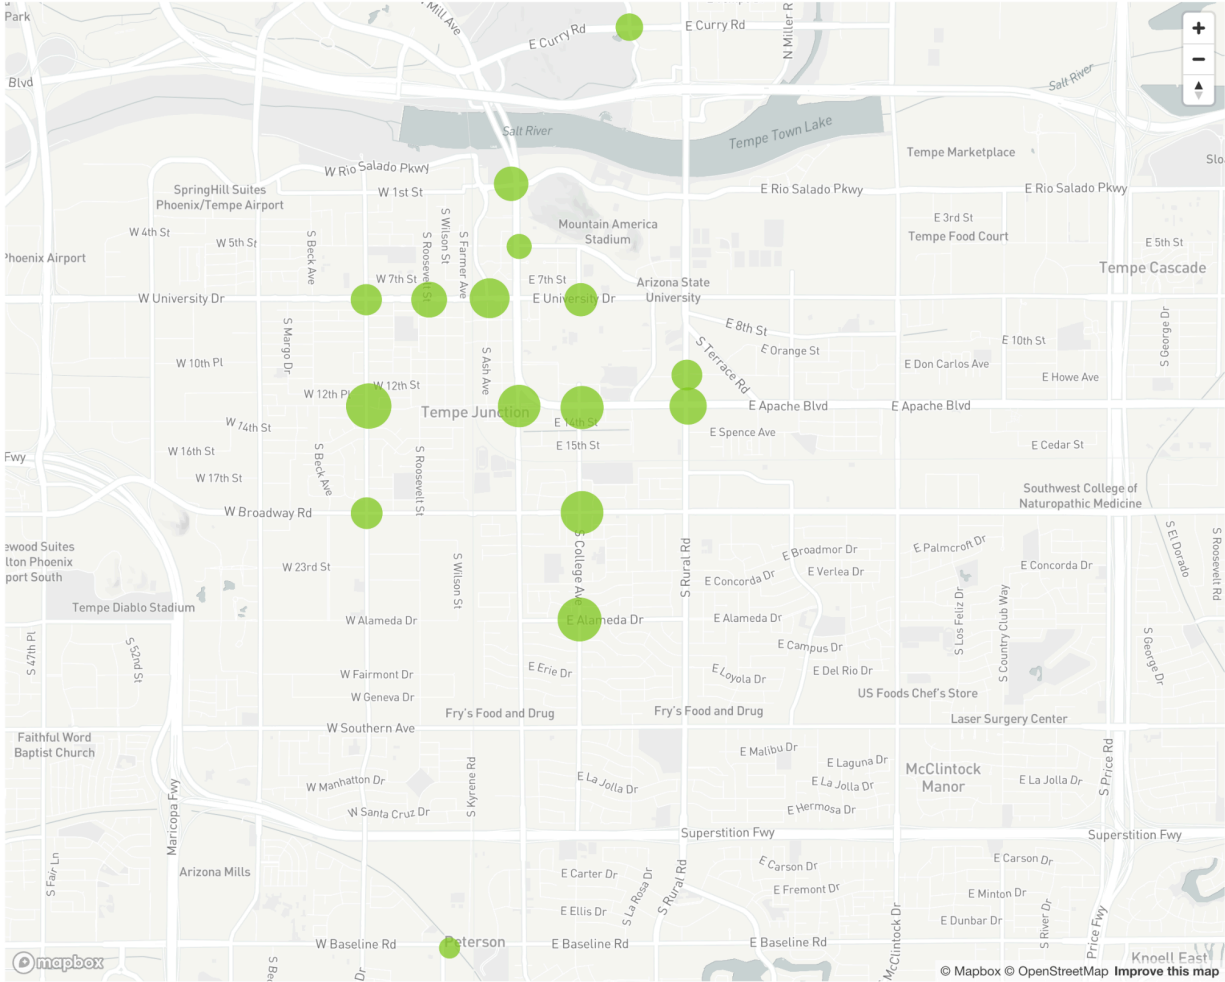 Park
Mill Ave
E Curry Rd
E Curry Rd
N Miller R
Blvd
Salt River
Salt River
Tempe Town Lake
Tempe Marketplace
Slo
W Rio Salado Pkwy
W 1st St
SpringHill Suites
Phoenix/Tempe Airport
E Rio Salado Pkwy
E Rio Salado Pkwy
W 4th St
W 5th St
S Beck Ave
S Roosevelt St
S Wilson St
S Farmer Ave
Mountain America
Stadium
E 3rd St
Tempe Food Court
E 5th St
Phoenix Airport
Tempe Cascade
W 7th St
E 7th St
Arizona State
University
W University Dr
E University Dr
S Margo Dr
E 8th St
S Terrace Rd
E Orange St
E 10th St
S George Dr
W 10th Pl
S Ash Ave
E Don Carlos Ave
E Howe Ave
W 12th Pl
W 12th St
Tempe Junction
E Apache Blvd
E Apache Blvd
W 14th St
E 14th St
E 15th St
E Spence Ave
E Cedar St
Fwy
W 16th St
S Beck Ave
S Roosevelt St
W 17th St
Southwest College of
Naturopathic Medicine
W Broadway Rd
S College Ave
S Rural Rd
S El Dorado
S Roosevelt Rd
ewood Suites
lton Phoenix
port South
E Broadmor Dr
E Palmcroft Dr
W 23rd St
S Wilson St
E Concorda Dr
E Verlea Dr
E Concorda Dr
Tempe Diablo Stadium
W Alameda Dr
E Alameda Dr
E Alameda Dr
S Los Feliz Dr
S Country Club Way
S 47th Pl
S 52nd St
E Campus Dr
S George Dr
W Fairmont Dr
E Erie Dr
E Loyola Dr
E Del Rio Dr
W Geneva Dr
US Foods Chef's Store
Fry's Food and Drug
Fry's Food and Drug
Laser Surgery Center
W Southern Ave
Faithful Word
Baptist Church
E Malibu Dr
E Laguna Dr
McClintock
Manor
S Price Rd
W Manhatton Dr
S Kyrene Rd
E La Jolla Dr
E La Jolla Dr
E La Jolla Dr
W Santa Cruz Dr
E Hermosa Dr
Maricopa Fwy
Superstition Fwy
Superstition Fwy
S Fair Ln
Arizona Mills
E Carter Dr
S La Rosa Dr
S Rural Rd
E Carson Dr
E Carson Dr
E Fremont Dr
E Minton Dr
E Ellis Dr
E Dunbar Dr
S River Dr
Price Fwy
W Baseline Rd
Peterson
E Baseline Rd
E Baseline Rd
McClintock Dr
Knoell East
S Be
Dr
mapbox
© Mapbox © OpenStreetMap Improve this map